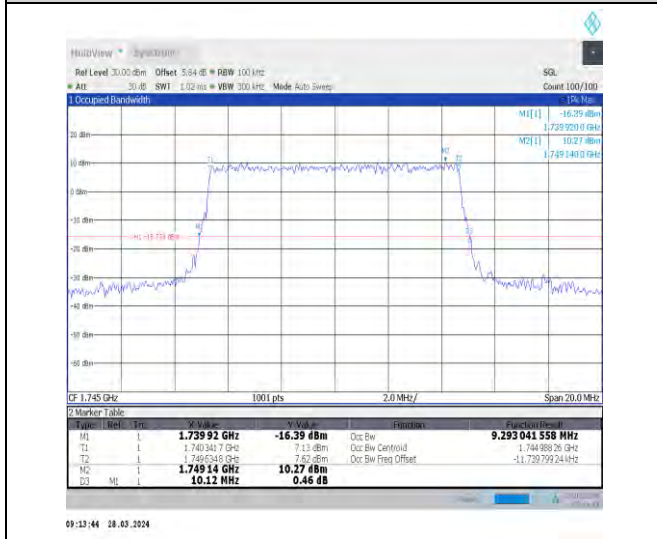 MultiView Spectrum
Ref Level 30.00 dBm Offset 5.84 dB RBW 100 kHz SGL
Att 30 dB SWT 1.02 ms VBW 300 kHz Mode Auto Sweep Count 100/100
1 Occupied Bandwidth 1Pk Max
M1[1] -16.39 dBm
1.739920 0 GHz
M2[1] 10.27 dBm
1.749140 0 GHz
20 dBm
M2
T1 T2
10 dBm
0 dBm
-10 dBm
M1
D3
-20 dBm
-30 dBm
-40 dBm
-50 dBm
-60 dBm
CF 1.745 GHz 1001 pts 2.0 MHz/ Span 20.0 MHz
2 Marker Table
Type Ref Trc X-Value Y-Value Function Function Result
M1 1 1.739 92 GHz -16.39 dBm Occ Bw 9.293 041 558 MHz
T1 1 1.740 341 7 GHz 7.13 dBm Occ Bw Centroid 1.744 988 26 GHz
T2 1 1.749 634 8 GHz 7.62 dBm Occ Bw Freq Offset -11.739 799 24 kHz
M2 1 1.749 14 GHz 10.27 dBm
D3 M1 1 10.12 MHz 0.46 dB
09:13:44 28.03.2024